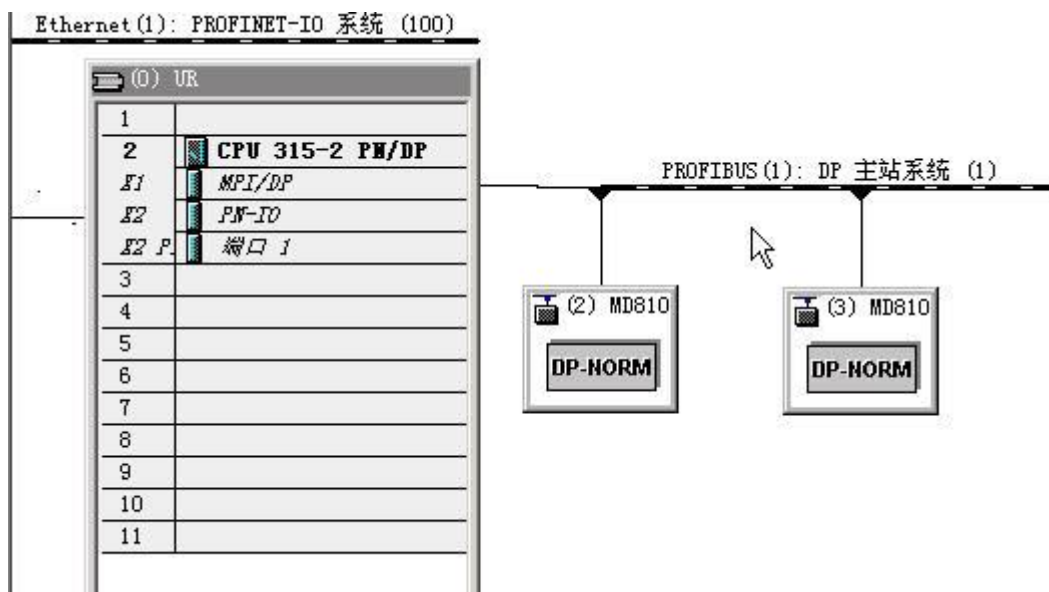 Ethernet(1): PROFINET-IO 系统 (100)
(0) UR
1
2 CPU 315-2 PN/DP
X1 MPI/DP
X2 PN-IO
X2 P. 端口 1
3
4
5
6
7
8
9
10
11
PROFIBUS(1): DP 主站系统 (1)
(2) MD810
DP-NORM
(3) MD810
DP-NORM